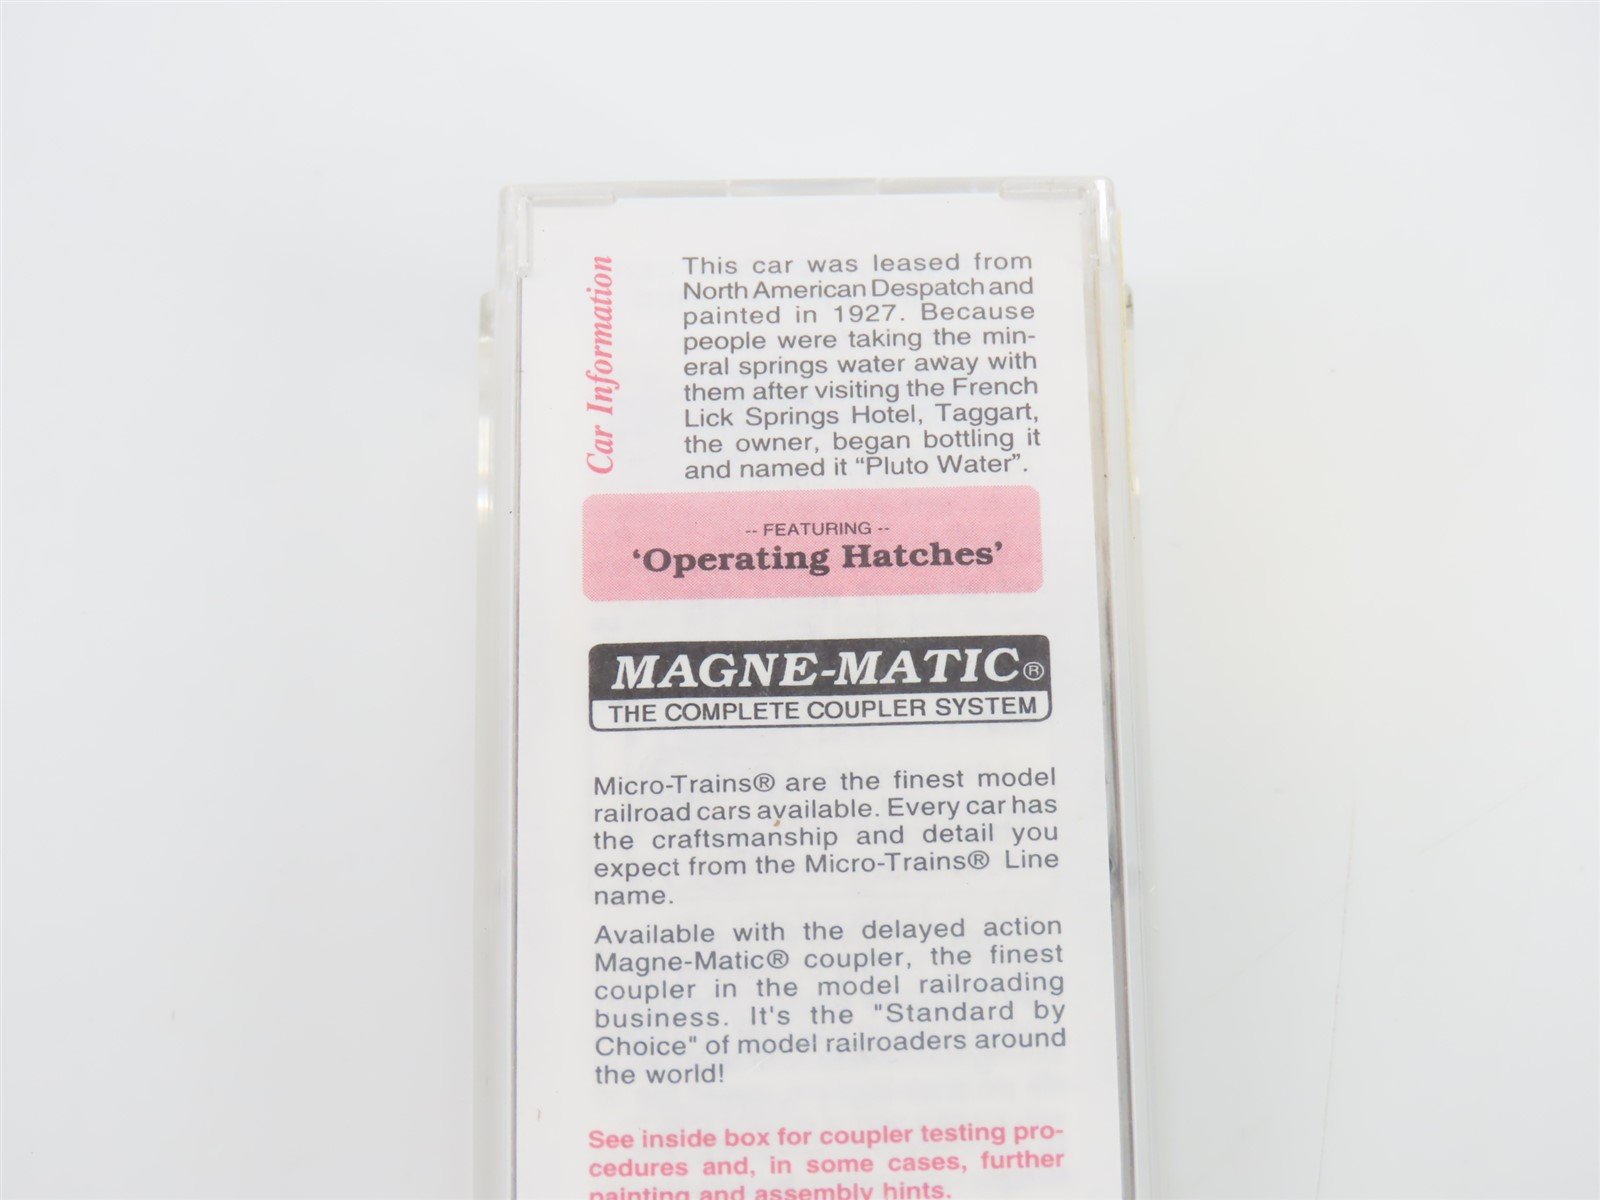 Car Information
This car was leased from
North American Despatch and
painted in 1927. Because
people were taking the min-
eral springs water away with
them after visiting the French
Lick Springs Hotel, Taggart,
the owner, began bottling it
and named it “Pluto Water”.
-- FEATURING --
‘Operating Hatches’
MAGNE-MATIC®
THE COMPLETE COUPLER SYSTEM
Micro-Trains® are the finest model
railroad cars available. Every car has
the craftsmanship and detail you
expect from the Micro-Trains® Line
name.
Available with the delayed action
Magne-Matic® coupler, the finest
coupler in the model railroading
business. It's the "Standard by
Choice" of model railroaders around
the world!
See inside box for coupler testing pro-
cedures and, in some cases, further
painting and assembly hints.